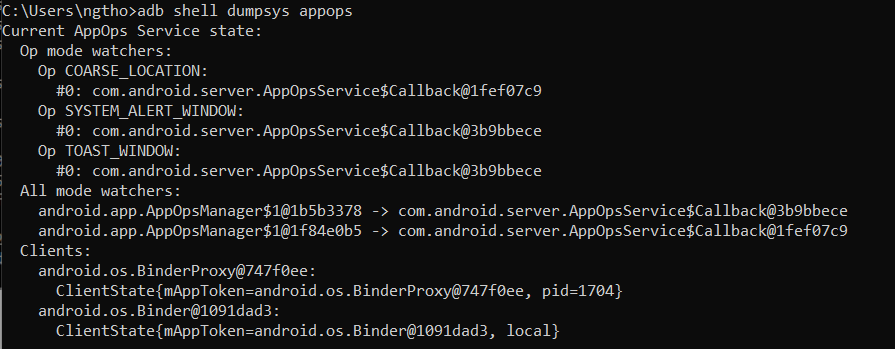 C:\Users\ngtho>adb shell dumpsys appops
Current AppOps Service state:
  Op mode watchers:
    Op COARSE_LOCATION:
      #0: com.android.server.AppOpsService$Callback@1fef07c9
    Op SYSTEM_ALERT_WINDOW:
      #0: com.android.server.AppOpsService$Callback@3b9bbece
    Op TOAST_WINDOW:
      #0: com.android.server.AppOpsService$Callback@3b9bbece
  All mode watchers:
    android.app.AppOpsManager$1@1b5b3378 -> com.android.server.AppOpsService$Callback@3b9bbece
    android.app.AppOpsManager$1@1f84e0b5 -> com.android.server.AppOpsService$Callback@1fef07c9
  Clients:
    android.os.BinderProxy@747f0ee:
      ClientState{mAppToken=android.os.BinderProxy@747f0ee, pid=1704}
    android.os.Binder@1091dad3:
      ClientState{mAppToken=android.os.Binder@1091dad3, local}